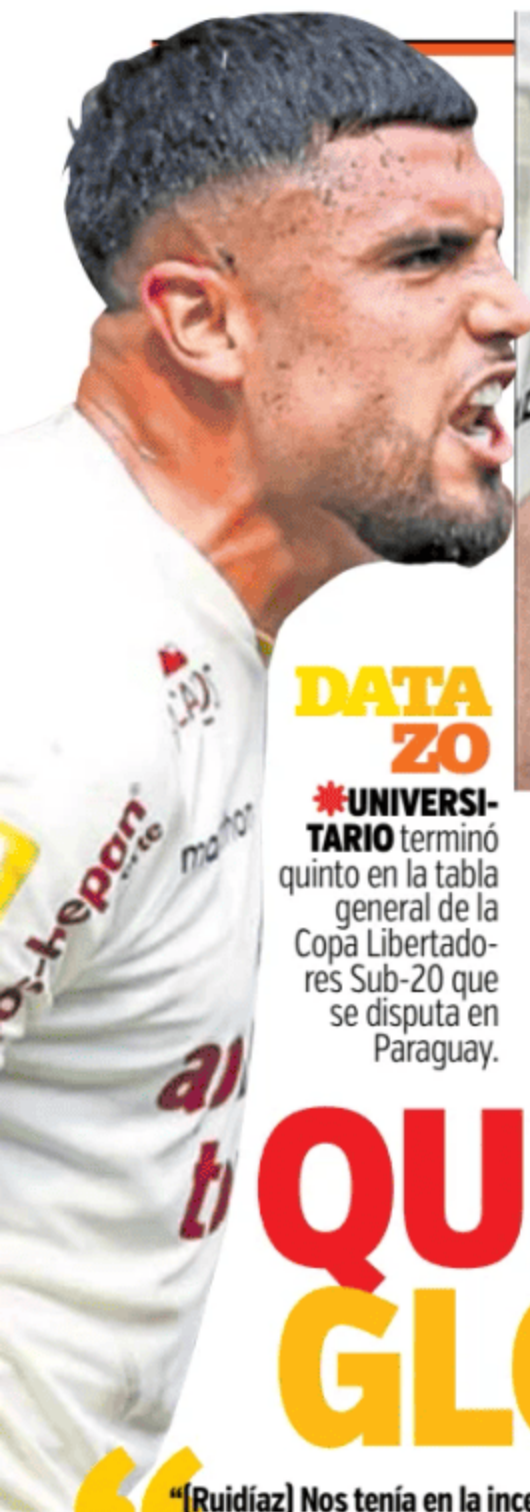 DATA
ZO
*UNIVERSI-
TARIO terminó
quinto en la tabla
general de la
Copa Libertado-
res Sub-20 que
se disputa en
Paraguay.
marathon
QU
GL
“[Ruidíaz] Nos tenía en la inc